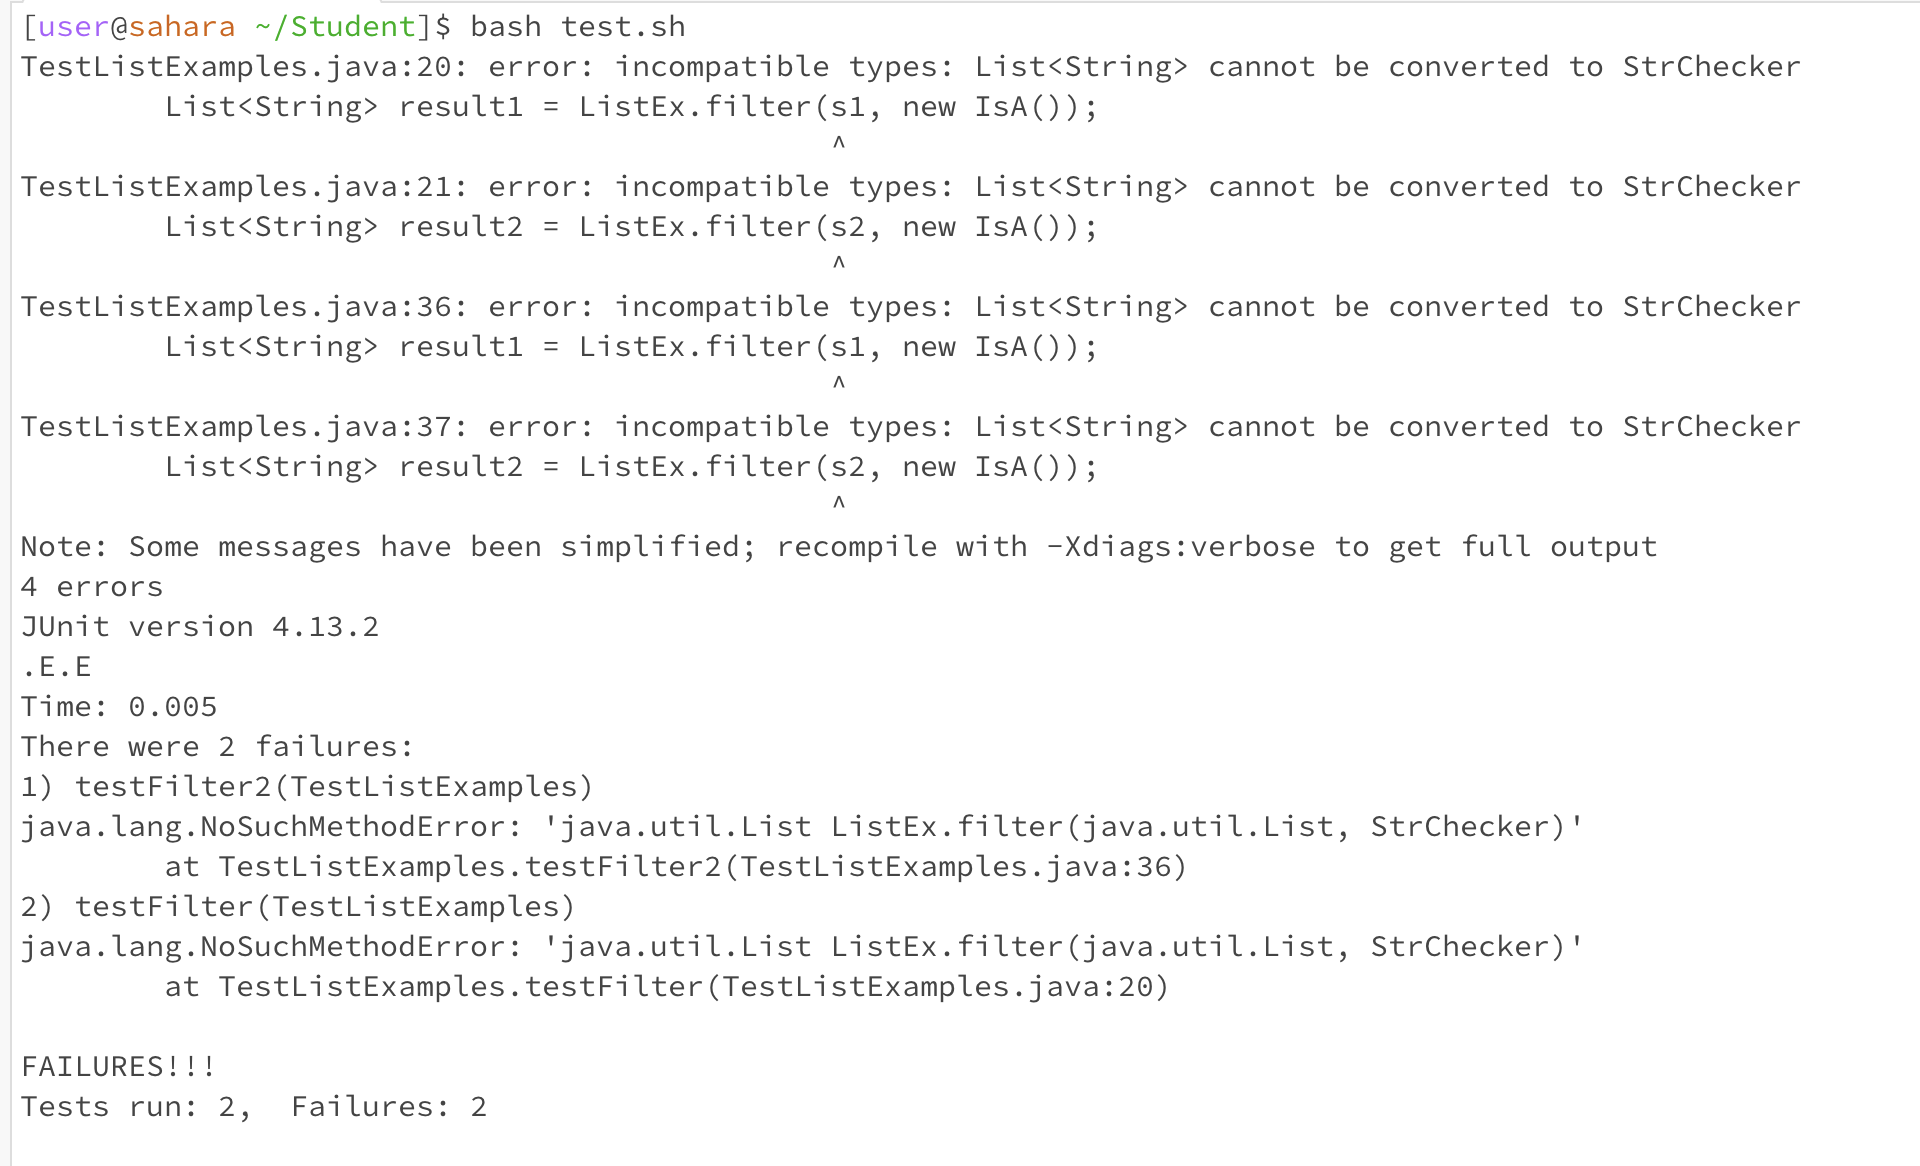 [user@sahara ~/Student]$ bash test.sh
TestListExamples.java:20: error: incompatible types: List<String> cannot be converted to StrChecker
        List<String> result1 = ListEx.filter(s1, new IsA());
                                             ^
TestListExamples.java:21: error: incompatible types: List<String> cannot be converted to StrChecker
        List<String> result2 = ListEx.filter(s2, new IsA());
                                             ^
TestListExamples.java:36: error: incompatible types: List<String> cannot be converted to StrChecker
        List<String> result1 = ListEx.filter(s1, new IsA());
                                             ^
TestListExamples.java:37: error: incompatible types: List<String> cannot be converted to StrChecker
        List<String> result2 = ListEx.filter(s2, new IsA());
                                             ^
Note: Some messages have been simplified; recompile with -Xdiags:verbose to get full output
4 errors
JUnit version 4.13.2
.E.E
Time: 0.005
There were 2 failures:
1) testFilter2(TestListExamples)
java.lang.NoSuchMethodError: 'java.util.List ListEx.filter(java.util.List, StrChecker)'
        at TestListExamples.testFilter2(TestListExamples.java:36)
2) testFilter(TestListExamples)
java.lang.NoSuchMethodError: 'java.util.List ListEx.filter(java.util.List, StrChecker)'
        at TestListExamples.testFilter(TestListExamples.java:20)

FAILURES!!!
Tests run: 2,  Failures: 2